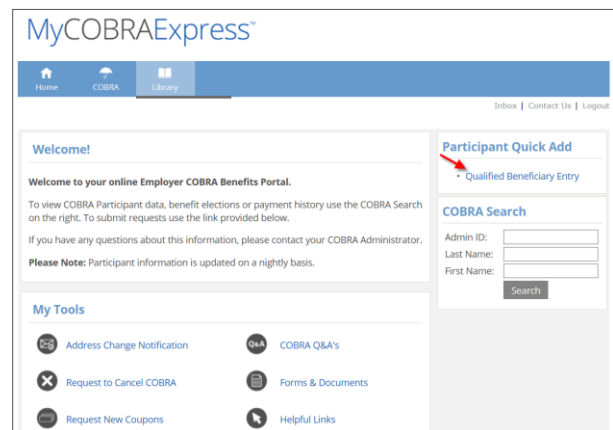 MyCOBRAExpress™
Home COBRA Library
Inbox | Contact Us | Logout
Welcome!
Welcome to your online Employer COBRA Benefits Portal.
To view COBRA Participant data, benefit elections or payment history use the COBRA Search
on the right. To submit requests use the link provided below.
If you have any questions about this information, please contact your COBRA Administrator.
Please Note: Participant information is updated on a nightly basis.
My Tools
Address Change Notification
Q&A COBRA Q&A's
Request to Cancel COBRA
Forms & Documents
Request New Coupons
Helpful Links
Participant Quick Add
• Qualified Beneficiary Entry
COBRA Search
Admin ID:
Last Name:
First Name:
Search